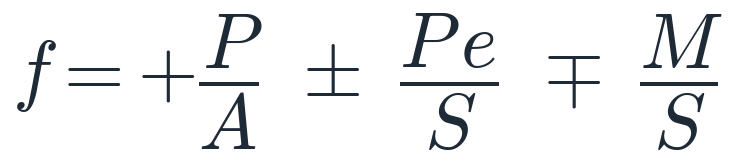 f = + P/A ± Pe/S ∓ M/S